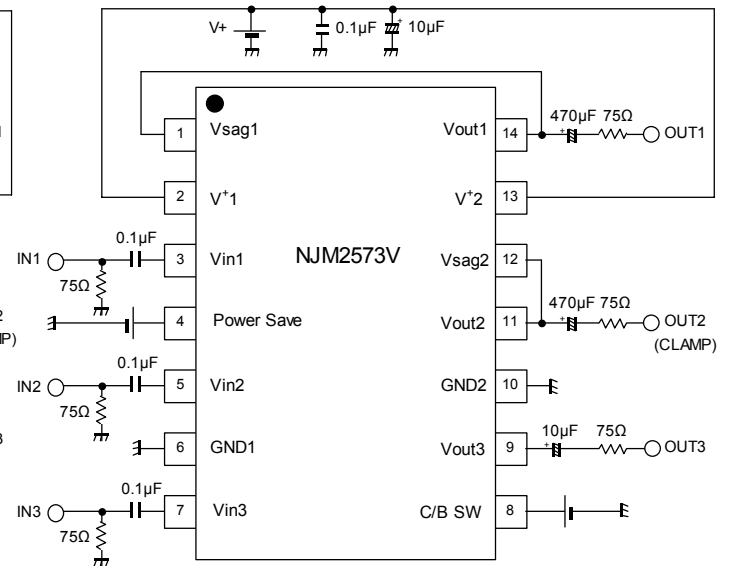 V+
0.1µF
10µF
470µF 75Ω
1 Vsag1
Vout1 14
OUT1
2 V+1
V+2 13
IN1
0.1µF
75Ω
3 Vin1
NJM2573V
Vsag2 12
4 Power Save
Vout2 11
470µF 75Ω
OUT2
(CLAMP)
2
P)
IN2
0.1µF
75Ω
5 Vin2
GND2 10
6 GND1
Vout3 9
10µF 75Ω
OUT3
IN3
0.1µF
75Ω
7 Vin3
C/B SW 8